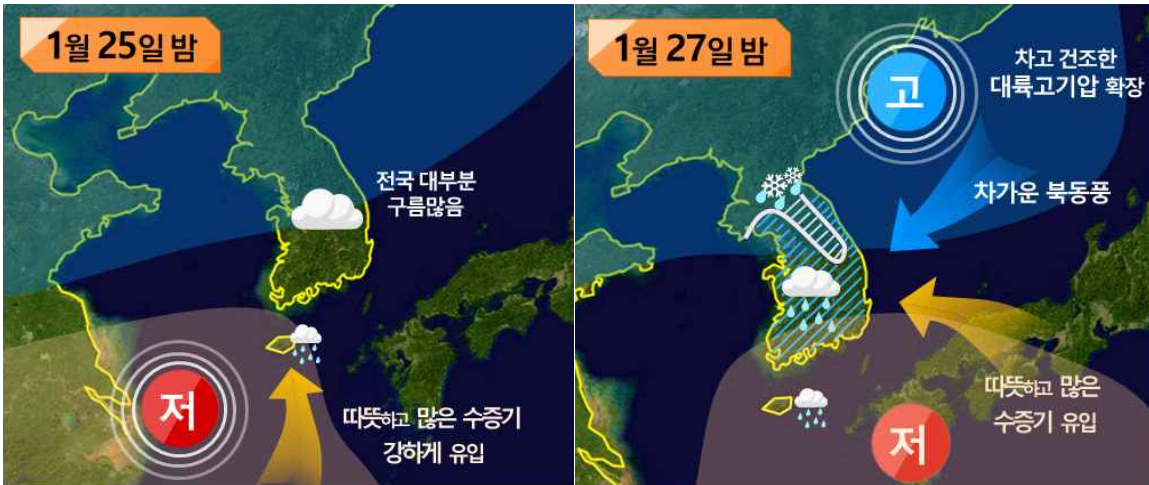 1월 25일 밤
전국 대부분
구름많음
저
따뜻하고 많은 수증기
강하게 유입
1월 27일 밤
고
차고 건조한
대륙고기압 확장
차가운 북동풍
따뜻하고 많은
수증기 유입
저